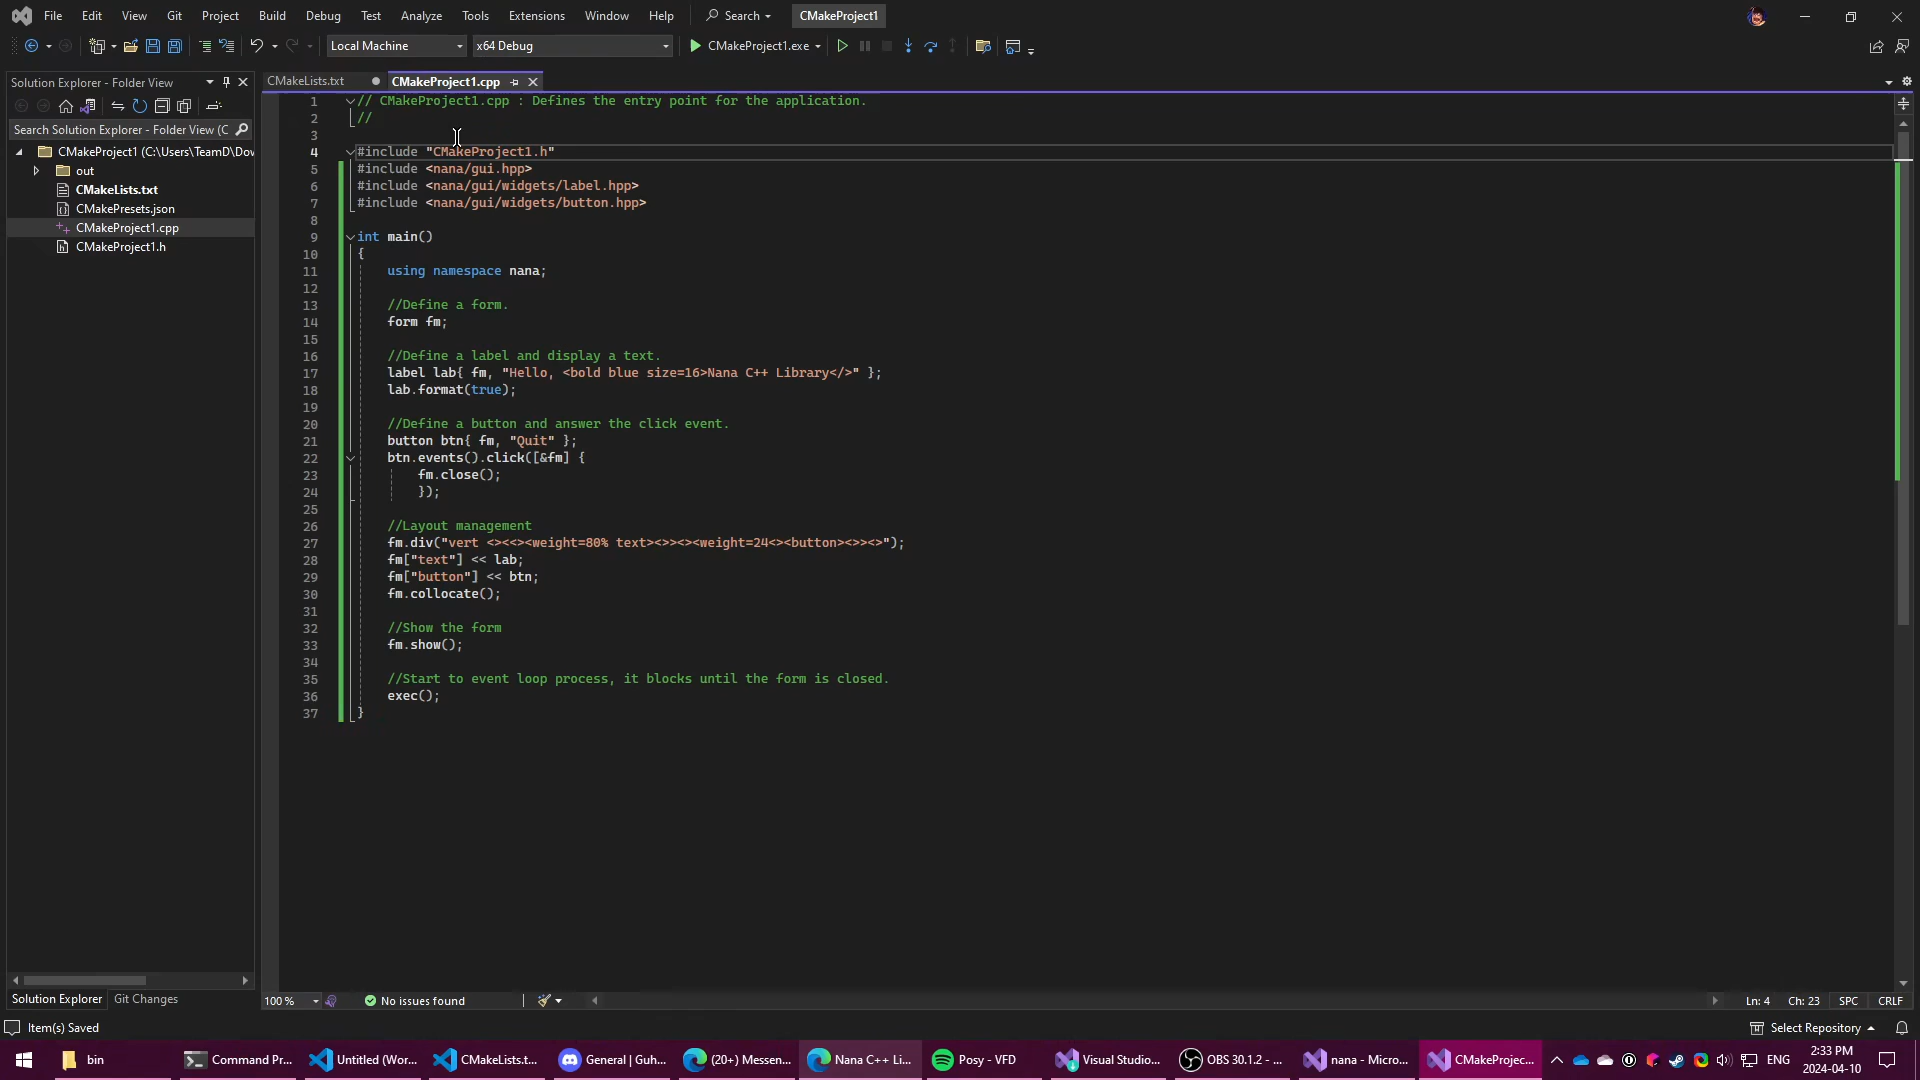 File Edit View Git Project Build Debug Test Analyze Tools Extensions Window Help Search CMakeProject1
Local Machine x64 Debug CMakeProject1.exe
Solution Explorer - Folder View
Search Solution Explorer - Folder View (C
CMakeProject1 (C:\Users\TeamD\Dov
out
CMakeLists.txt
CMakePresets.json
CMakeProject1.cpp
CMakeProject1.h
CMakeLists.txt CMakeProject1.cpp
1 // CMakeProject1.cpp : Defines the entry point for the application.
2 //
3
4 #include "CMakeProject1.h"
5 #include <nana/gui.hpp>
6 #include <nana/gui/widgets/label.hpp>
7 #include <nana/gui/widgets/button.hpp>
8
9 int main()
10 {
11 using namespace nana;
12
13 //Define a form.
14 form fm;
15
16 //Define a label and display a text.
17 label lab{ fm, "Hello, <bold blue size=16>Nana C++ Library</>" };
18 lab.format(true);
19
20 //Define a button and answer the click event.
21 button btn{ fm, "Quit" };
22 btn.events().click([&fm] {
23 fm.close();
24 });
25
26 //Layout management
27 fm.div("vert <><<><weight=80% text><>><><weight=24<><button><>><>");
28 fm["text"] << lab;
29 fm["button"] << btn;
30 fm.collocate();
31
32 //Show the form
33 fm.show();
34
35 //Start to event loop process, it blocks until the form is closed.
36 exec();
37 }
Solution Explorer Git Changes
100 % No issues found Ln: 4 Ch: 23 SPC CRLF
Item(s) Saved Select Repository
bin Command Pr... Untitled (Wor... CMakeLists.t... General | Guh... (20+) Messen... Nana C++ Li... Posy - VFD Visual Studio... OBS 30.1.2 - ... nana - Micro... CMakeProjec... ENG 2:33 PM
2024-04-10